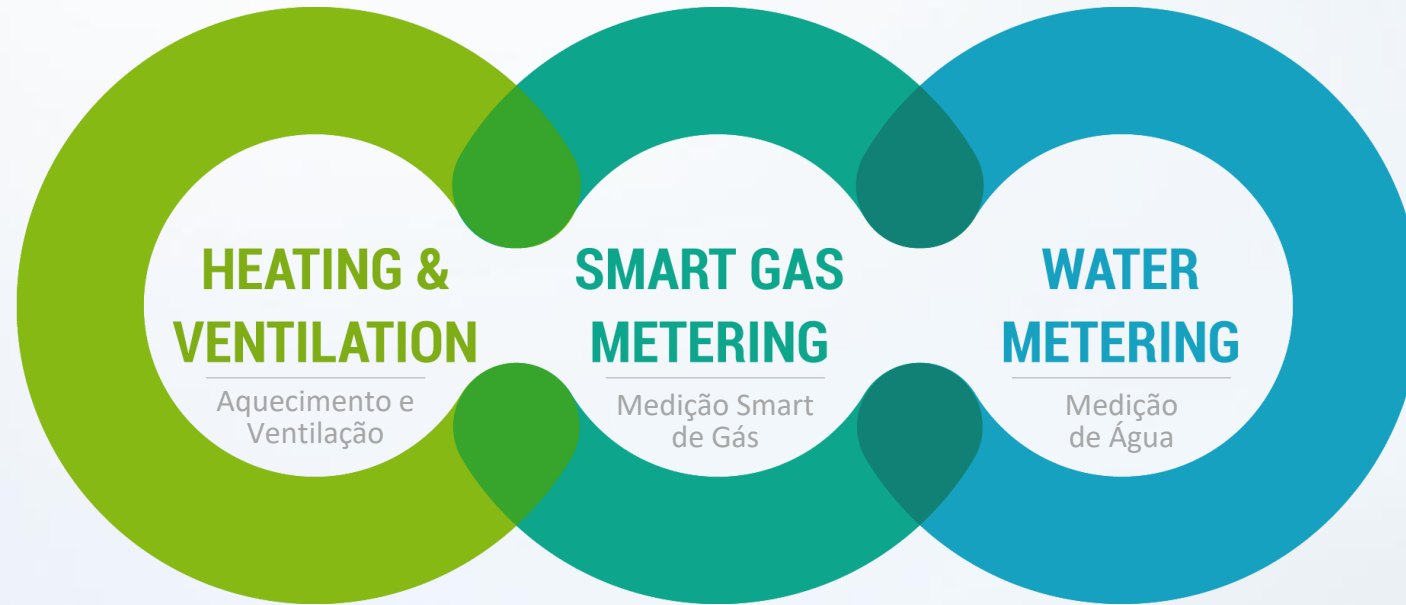 HEATING &
VENTILATION
Aquecimento e
Ventilação
SMART GAS
METERING
Medição Smart
de Gás
WATER
METERING
Medição
de Água